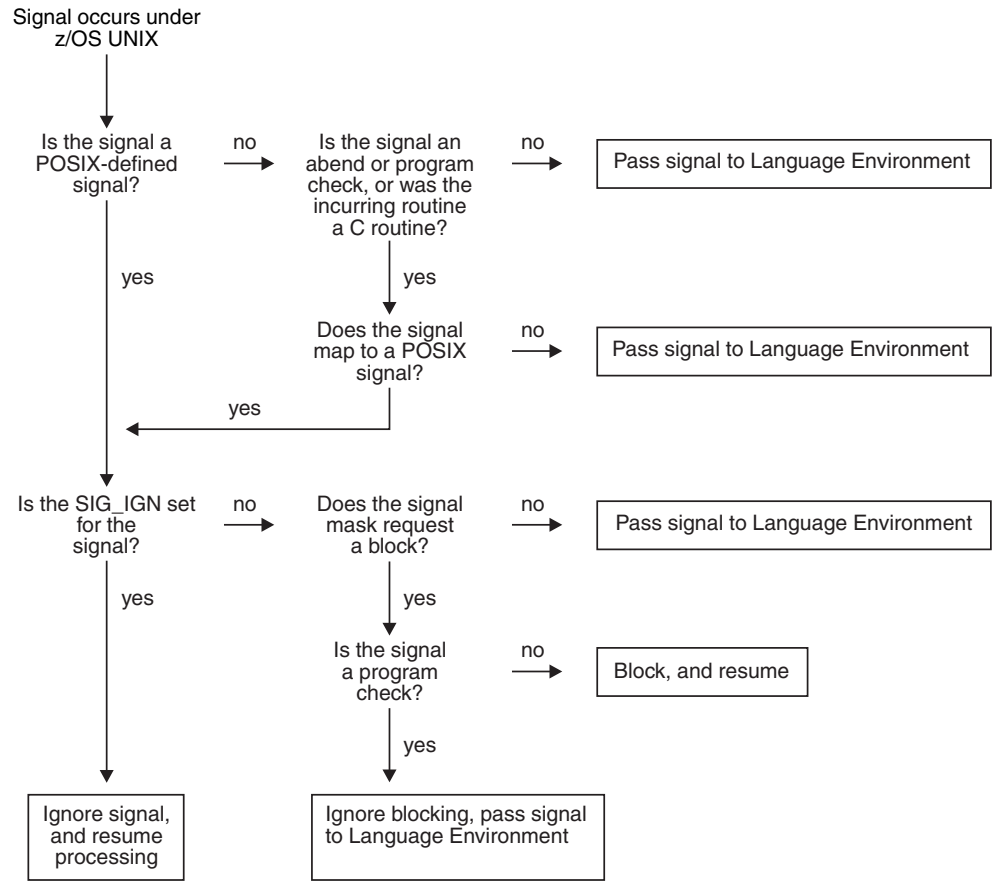 Signal occurs under
z/OS UNIX
Is the signal a
POSIX-defined
signal?
no
Is the signal an
abend or program
check, or was the
incurring routine
a C routine?
no
Pass signal to Language Environment
yes
yes
Does the signal
map to a POSIX
signal?
no
Pass signal to Language Environment
yes
Is the SIG_IGN set
for the
signal?
no
Does the signal
mask request
a block?
no
Pass signal to Language Environment
yes
yes
Is the signal
a program
check?
no
Block, and resume
yes
Ignore signal,
and resume
processing
Ignore blocking, pass signal
to Language Environment